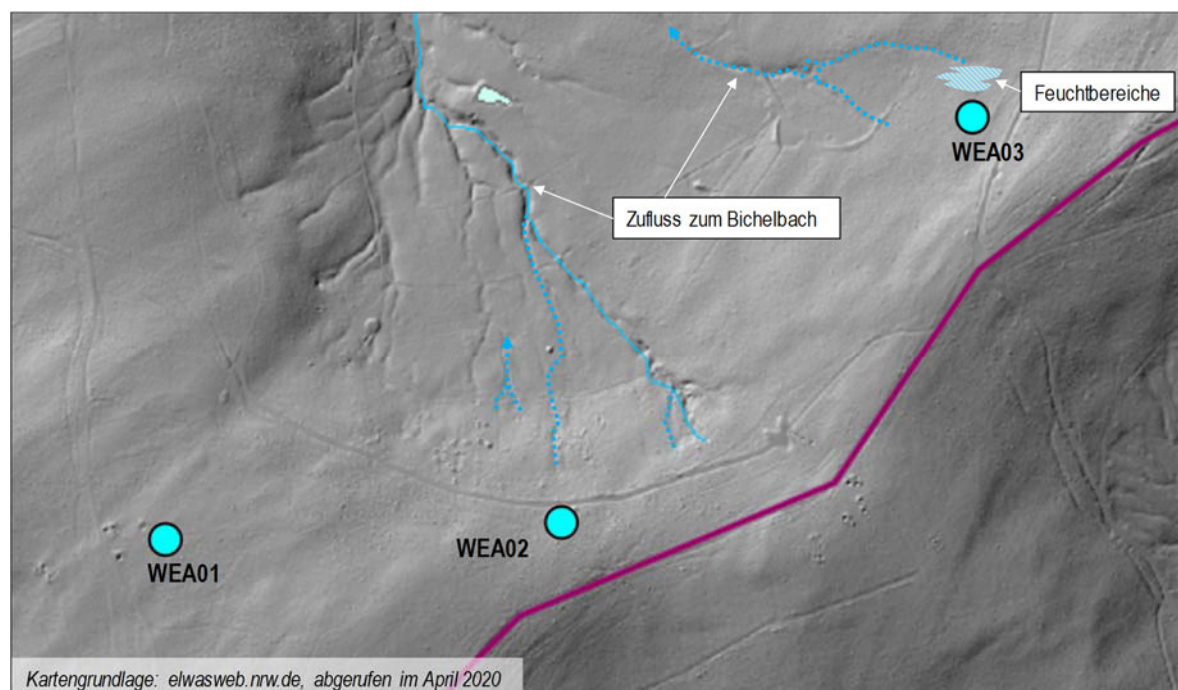 Feuchtbereiche
WEA03
Zufluss zum Bichelbach
WEA02
WEA01
Kartengrundlage: elwasweb.nrw.de, abgerufen im April 2020